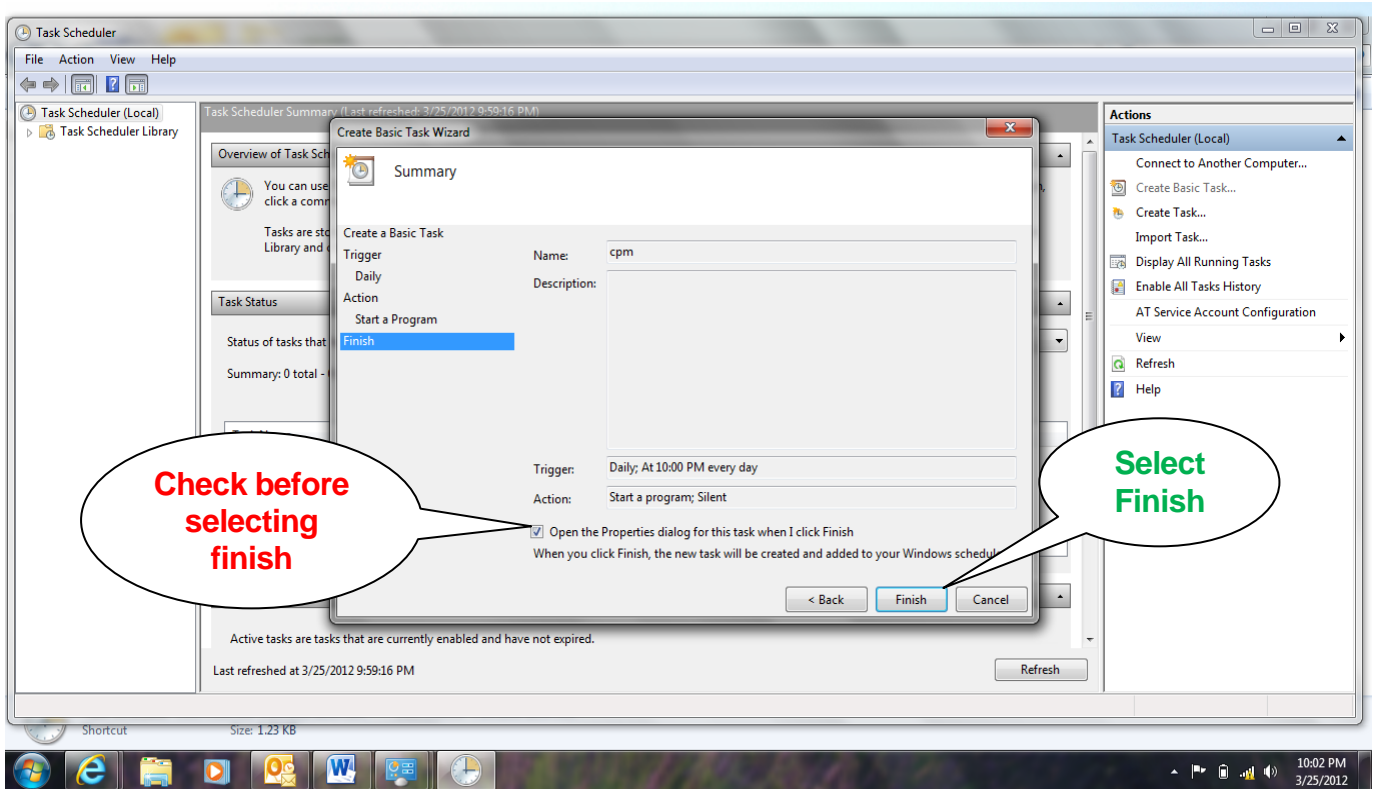 Task Scheduler
File Action View Help
Task Scheduler (Local)
Task Scheduler Library
Task Scheduler Summary (Last refreshed: 3/25/2012 9:59:16 PM)
Overview of Task Sch
You can use
click a comm
Tasks are sto
Library and
Task Status
Status of tasks that
Summary: 0 total -
Active tasks are tasks that are currently enabled and have not expired.
Last refreshed at 3/25/2012 9:59:16 PM
Refresh
Create Basic Task Wizard
Summary
Create a Basic Task
Trigger
Daily
Action
Start a Program
Finish
Name: cpm
Description:
Trigger: Daily; At 10:00 PM every day
Action: Start a program; Silent
Open the Properties dialog for this task when I click Finish
When you click Finish, the new task will be created and added to your Windows schedul
< Back Finish Cancel
Check before
selecting
finish
Select
Finish
Actions
Task Scheduler (Local)
Connect to Another Computer...
Create Basic Task...
Create Task...
Import Task...
Display All Running Tasks
Enable All Tasks History
AT Service Account Configuration
View
Refresh
Help
Shortcut Size: 1.23 KB
10:02 PM
3/25/2012